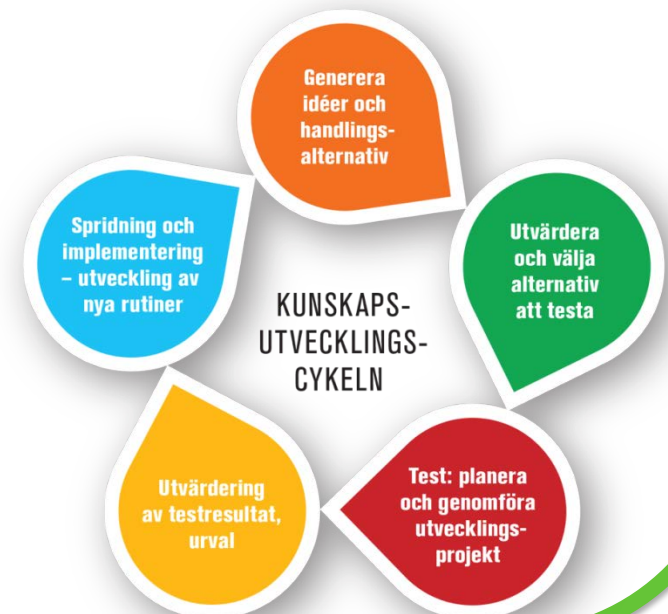 Generera
idéer och
handlings-
alternativ
Utvärdera
och välja
alternativ
att testa
Test: planera
och genomföra
utvecklings-
projekt
Utvärdering
av testresultat,
urval
Spridning och
implementering
– utveckling av
nya rutiner
KUNSKAPS-
UTVECKLINGS-
CYKELN